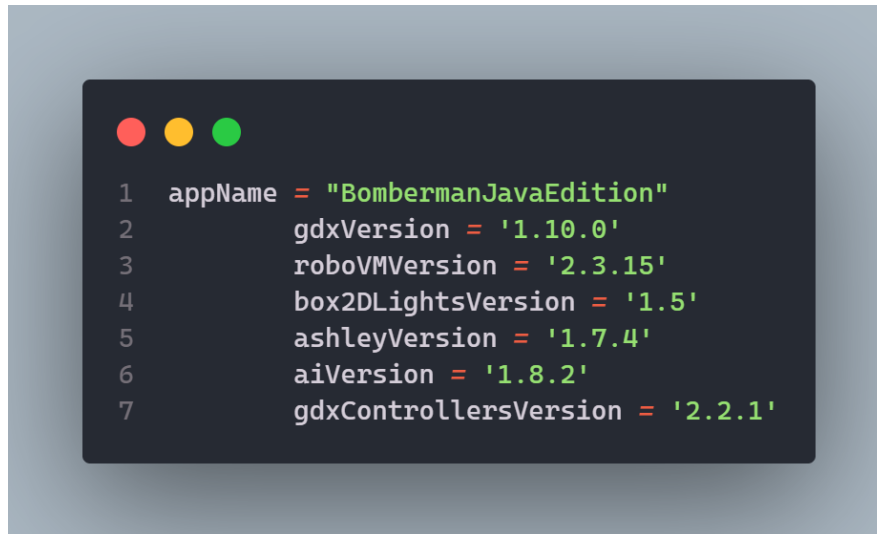 1 appName = "BombermanJavaEdition"
2 gdxVersion = '1.10.0'
3 roboVMVersion = '2.3.15'
4 box2DLightsVersion = '1.5'
5 ashleyVersion = '1.7.4'
6 aiVersion = '1.8.2'
7 gdxControllersVersion = '2.2.1'